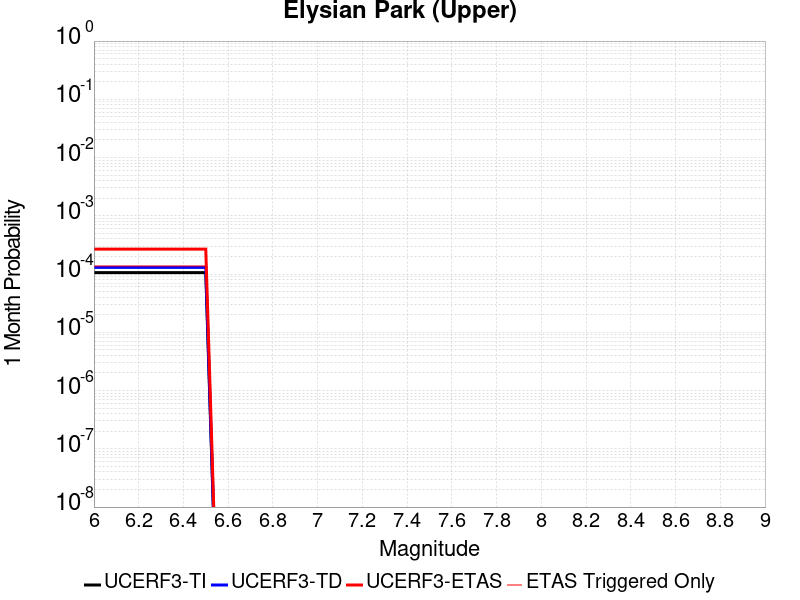 Elysian Park (Upper)
10^0
10^-1
10^-2
10^-3
10^-4
10^-5
10^-6
10^-7
10^-8
1 Month Probability
6 6.2 6.4 6.6 6.8 7 7.2 7.4 7.6 7.8 8 8.2 8.4 8.6 8.8 9
Magnitude
UCERF3-TI UCERF3-TD UCERF3-ETAS ETAS Triggered Only